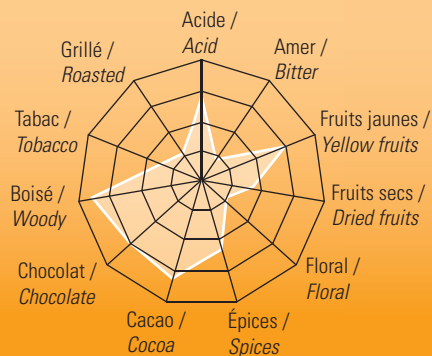 Acide /
Acid
Amer /
Bitter
Fruits jaunes /
Yellow fruits
Fruits secs /
Dried fruits
Floral /
Floral
Épices /
Spices
Cacao /
Cocoa
Chocolat /
Chocolate
Boisé /
Woody
Tabac /
Tobacco
Grillé /
Roasted